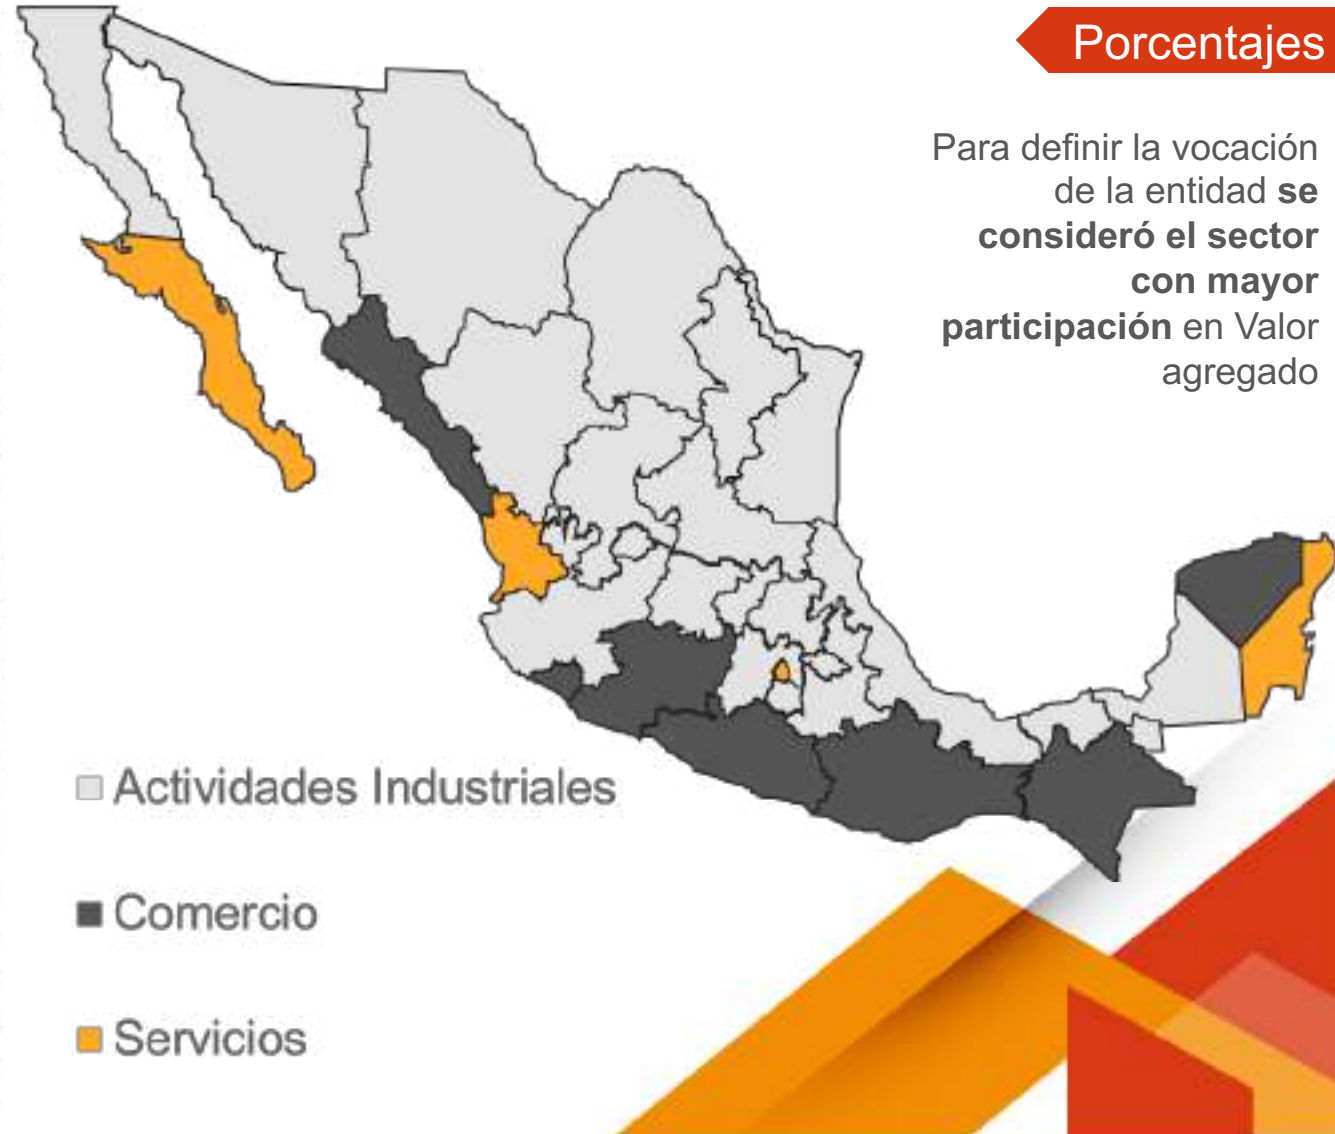 Porcentajes
Para definir la vocación
de la entidad se
consideró el sector
con mayor
participación en Valor
agregado
Actividades Industriales
Comercio
Servicios